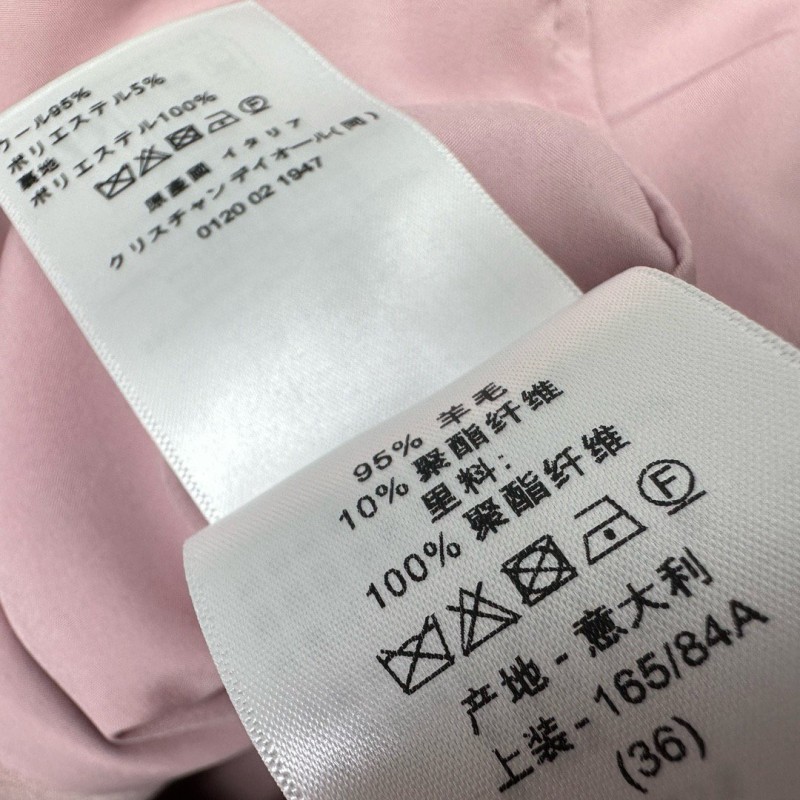 ウール95%
ポリエステル5%
裏地
ポリエステル100%
原産国 イタリア
クリスチャンディオール(同)
0120 02 1947
95% 羊毛
10% 聚酯纤维
里料:
100% 聚酯纤维
F
产地-意大利
上装-165/84A
(36)